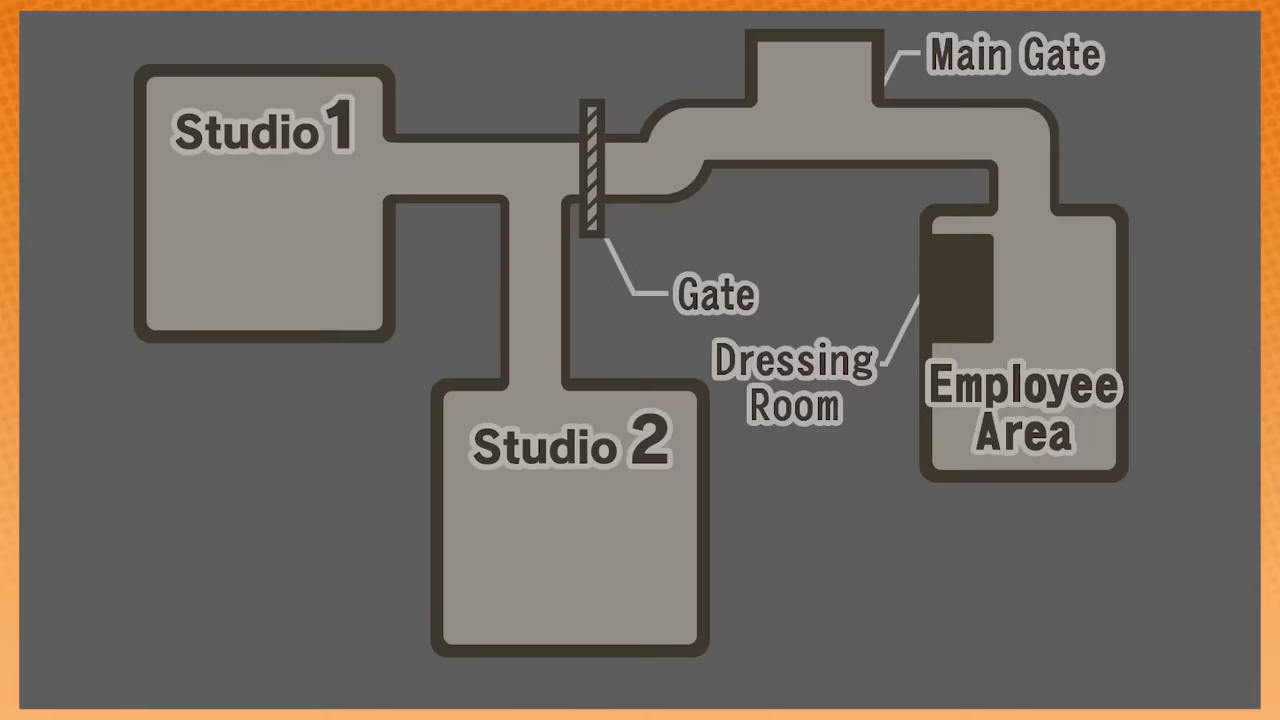 Main Gate
Studio 1
Gate
Dressing
Room
Employee
Area
Studio 2